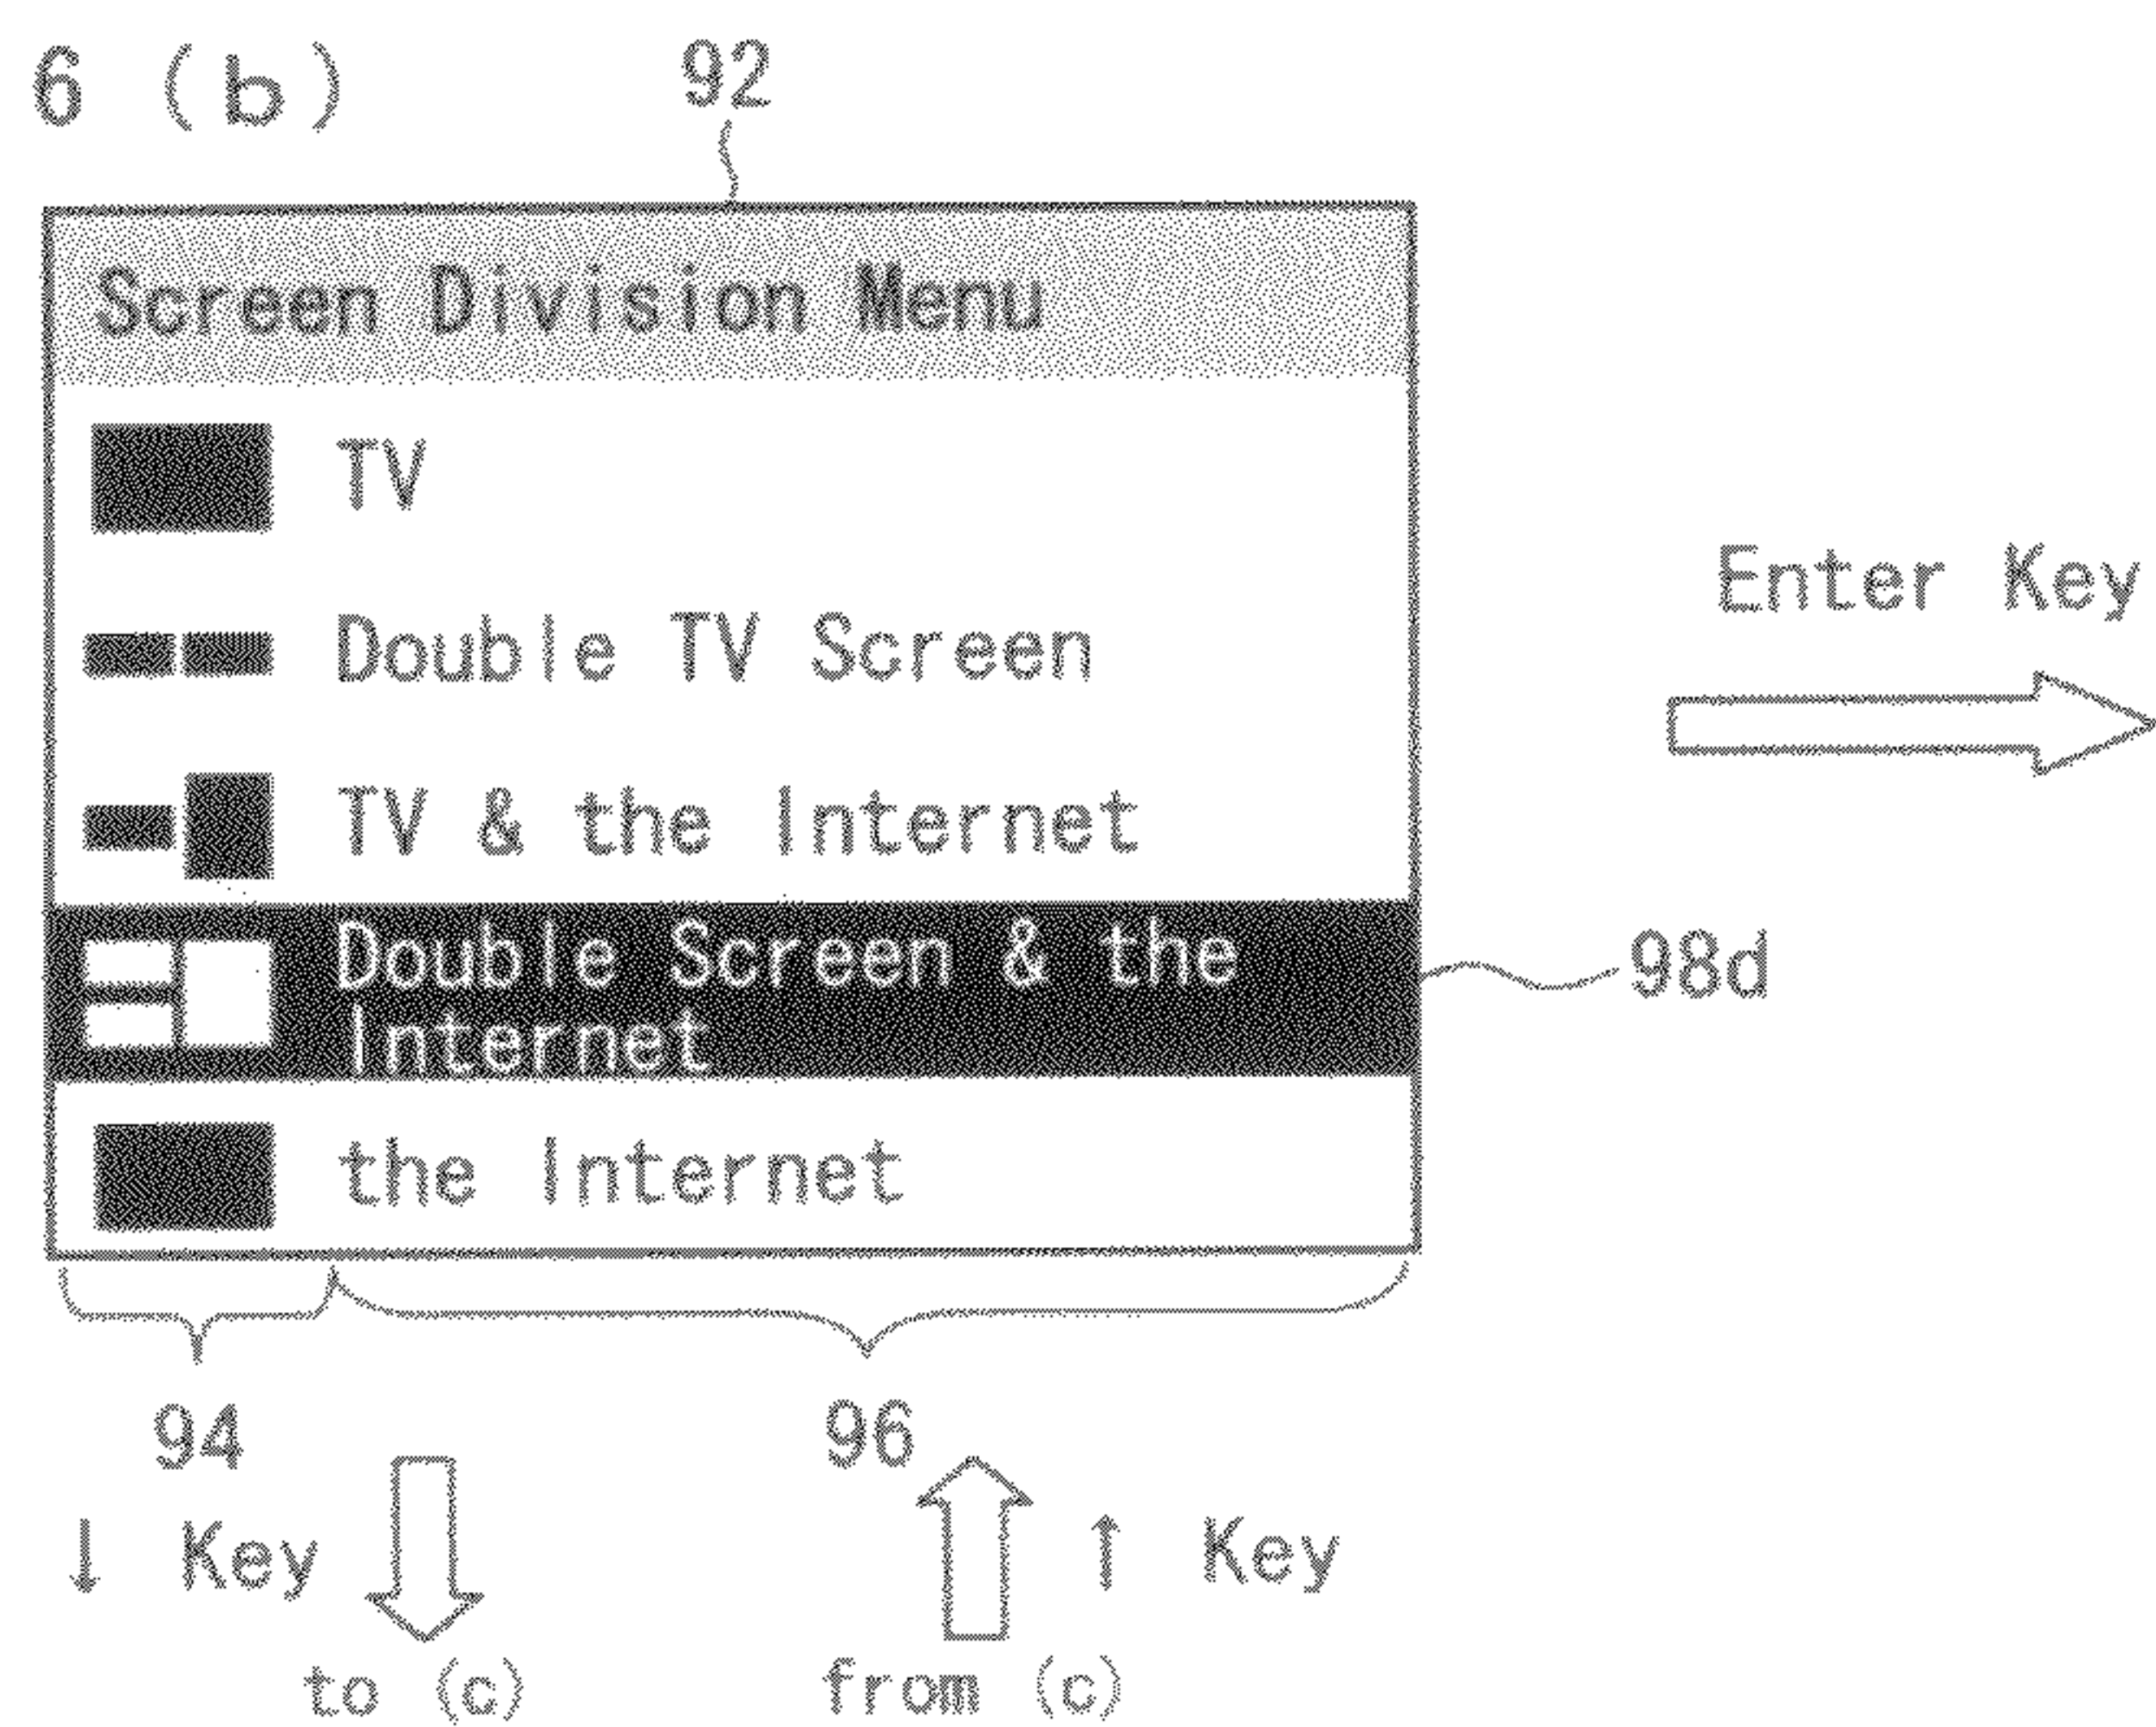 6 (b)
92
Screen Division Menu
TV
Double TV Screen
TV & the Internet
Double Screen & the
Internet
the Internet
Enter Key
98d
94
96
↓ Key
↑ Key
to (c)
from (c)